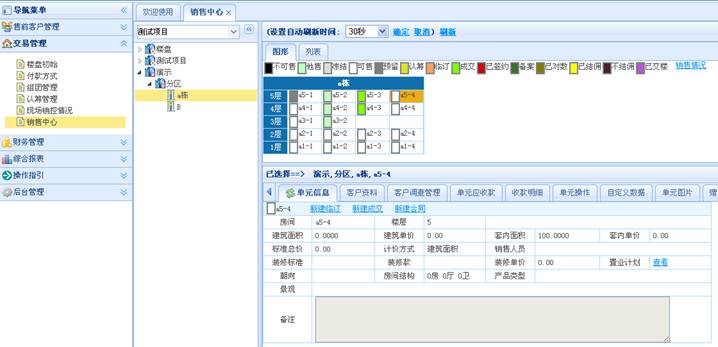 导航菜单
售前客户管理
交易管理
楼盘初始
付款方式
组团管理
认筹管理
现场销控情况
销售中心
财务管理
综合报表
操作指引
后台管理
欢迎使用 销售中心 ×
测试项目
楼盘
测试项目
演示
分区
a栋
B
(设置自动刷新时间: 30秒 确定 取消) 刷新
图形 列表
不可售 他售 冻结 可售 预留 认筹 临订 成交 已签约 备案 已对数 已结佣 未结佣 已交楼 销售情况
a栋
5层 a5-1 a5-2 a5-3 a5-4
4层 a4-1 a4-2 a4-3 a4-4
3层 a3-1 a3-2
2层 a2-1 a2-2 a2-3 a2-4
1层 a1-1 a1-2 a1-3 a1-4
已选择==> 演示,分区,a栋,a5-4
单元信息 客户资料 客户调查管理 单元应收款 收款明细 单元操作 自定义数据 单元图片
a5-4 新建临订 新建成交 新建合同
房间 a5-4 楼层 5
建筑面积 0.0000 建筑单价 0.00 套内面积 100.0000 套内单价 0.00
标准总价 0.00 计价方式 建筑面积 销售人员
装修标准 装修款 装修单价 0.00 置业计划 查看
朝向 房间结构 0房 0厅 0卫 产品类型
景观
备注